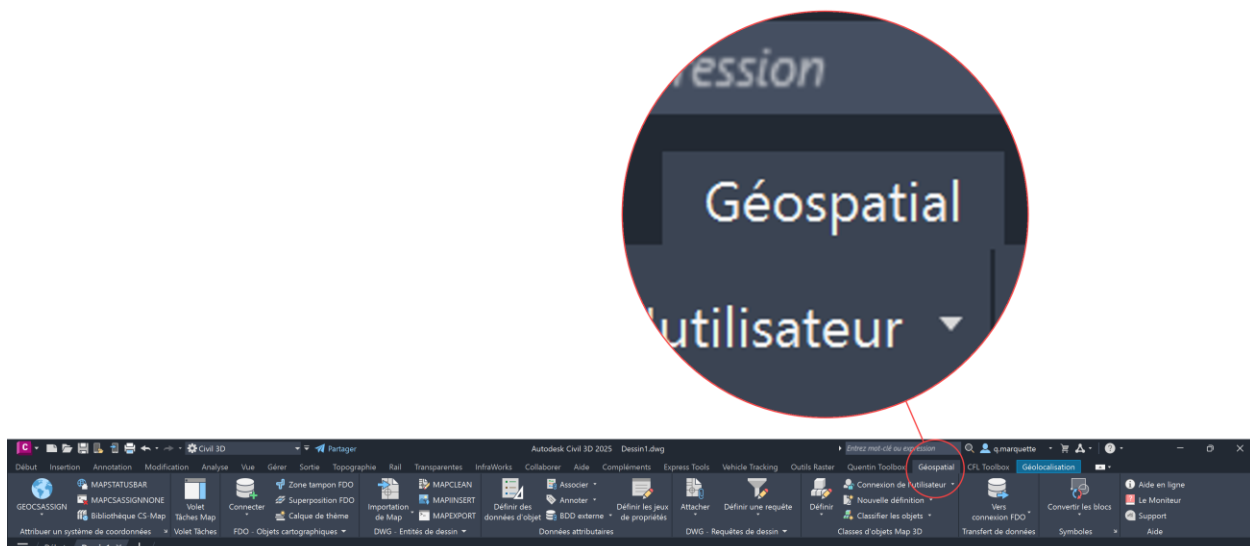 ression
Géospatial
utilisateur
C Civil 3D Partager Autodesk Civil 3D 2025 Dessin1.dwg Entrez mot-clé ou expression q.marquette
Début Insertion Annotation Modification Analyse Vue Gérer Sortie Topographie Rail Transparentes InfraWorks Collaborer Aide Compléments Express Tools Vehicle Tracking Outils Raster Quentin Toolbox Géospatial CFL Toolbox Géolocalisation
MAPSTATUSBAR Zone tampon FDO MAPCLEAN Associer Connexion de l'utilisateur Aide en ligne
GEOCSASSIGN MAPCSASSIGNNONE Volet Tâches Map Connecter Superposition FDO Importation de Map MAPIINSERT Définir des données d'objet Annoter Définir les jeux de propriétés Attacher Définir une requête Définir Nouvelle définition Vers connexion FDO Convertir les blocs Le Moniteur
Bibliothèque CS-Map Calque de thème MAPEXPORT BDD externe Classifier les objets Support
Attribuer un système de coordonnées Volet Tâches FDO - Objets cartographiques DWG - Entités de dessin Données attributaires DWG - Requêtes de dessin Classes d'objets Map 3D Transfert de données Symboles Aide